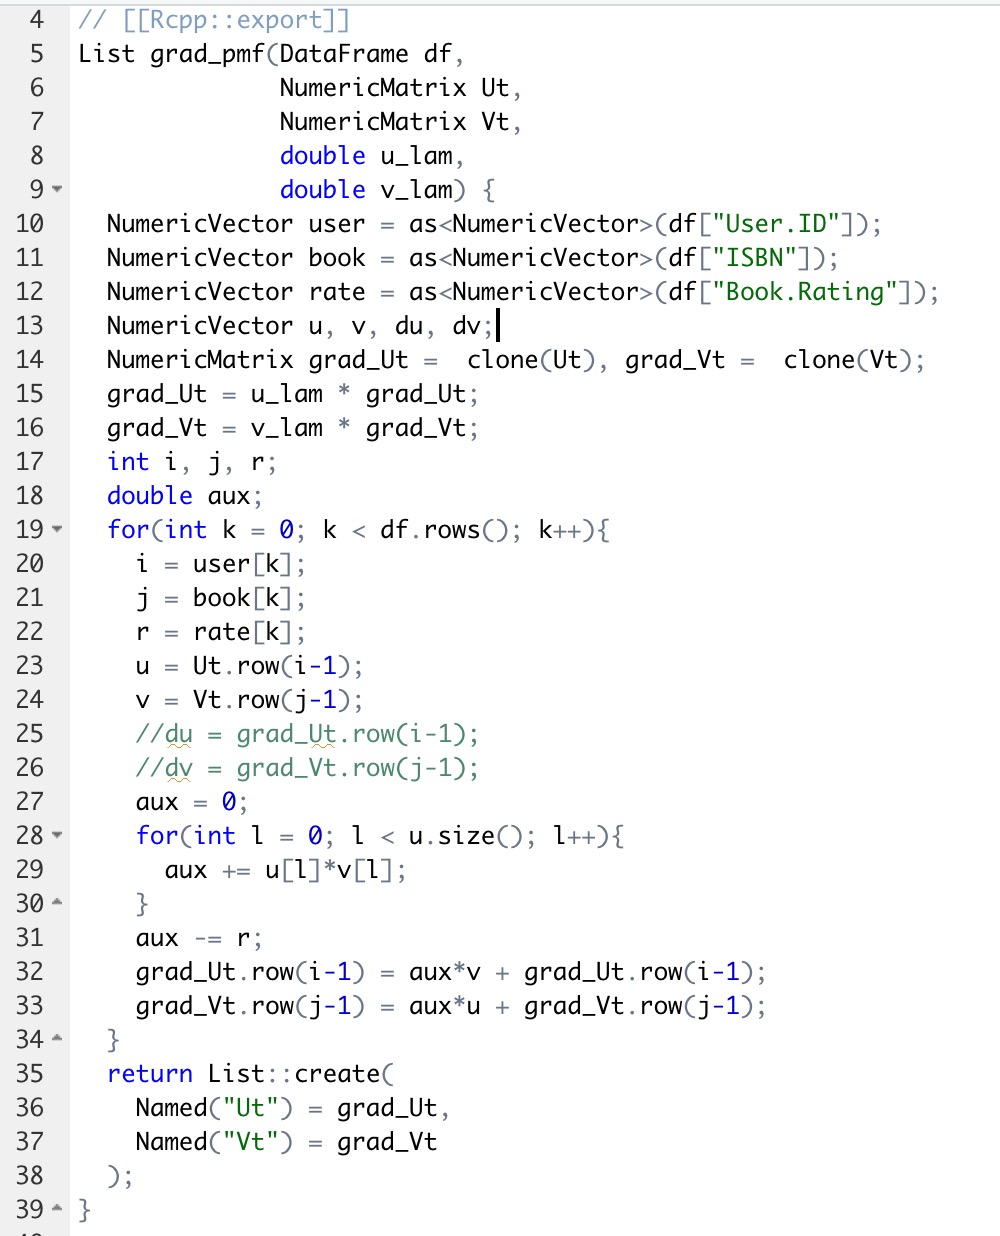 4 // [[Rcpp::export]]
5 List grad_pmf(DataFrame df,
6               NumericMatrix Ut,
7               NumericMatrix Vt,
8               double u_lam,
9               double v_lam) {
10   NumericVector user = as<NumericVector>(df["User.ID"]);
11   NumericVector book = as<NumericVector>(df["ISBN"]);
12   NumericVector rate = as<NumericVector>(df["Book.Rating"]);
13   NumericVector u, v, du, dv;
14   NumericMatrix grad_Ut =  clone(Ut), grad_Vt =  clone(Vt);
15   grad_Ut = u_lam * grad_Ut;
16   grad_Vt = v_lam * grad_Vt;
17   int i, j, r;
18   double aux;
19   for(int k = 0; k < df.rows(); k++){
20     i = user[k];
21     j = book[k];
22     r = rate[k];
23     u = Ut.row(i-1);
24     v = Vt.row(j-1);
25     //du = grad_Ut.row(i-1);
26     //dv = grad_Vt.row(j-1);
27     aux = 0;
28     for(int l = 0; l < u.size(); l++){
29       aux += u[l]*v[l];
30     }
31     aux -= r;
32     grad_Ut.row(i-1) = aux*v + grad_Ut.row(i-1);
33     grad_Vt.row(j-1) = aux*u + grad_Vt.row(j-1);
34   }
35   return List::create(
36     Named("Ut") = grad_Ut,
37     Named("Vt") = grad_Vt
38   );
39 }